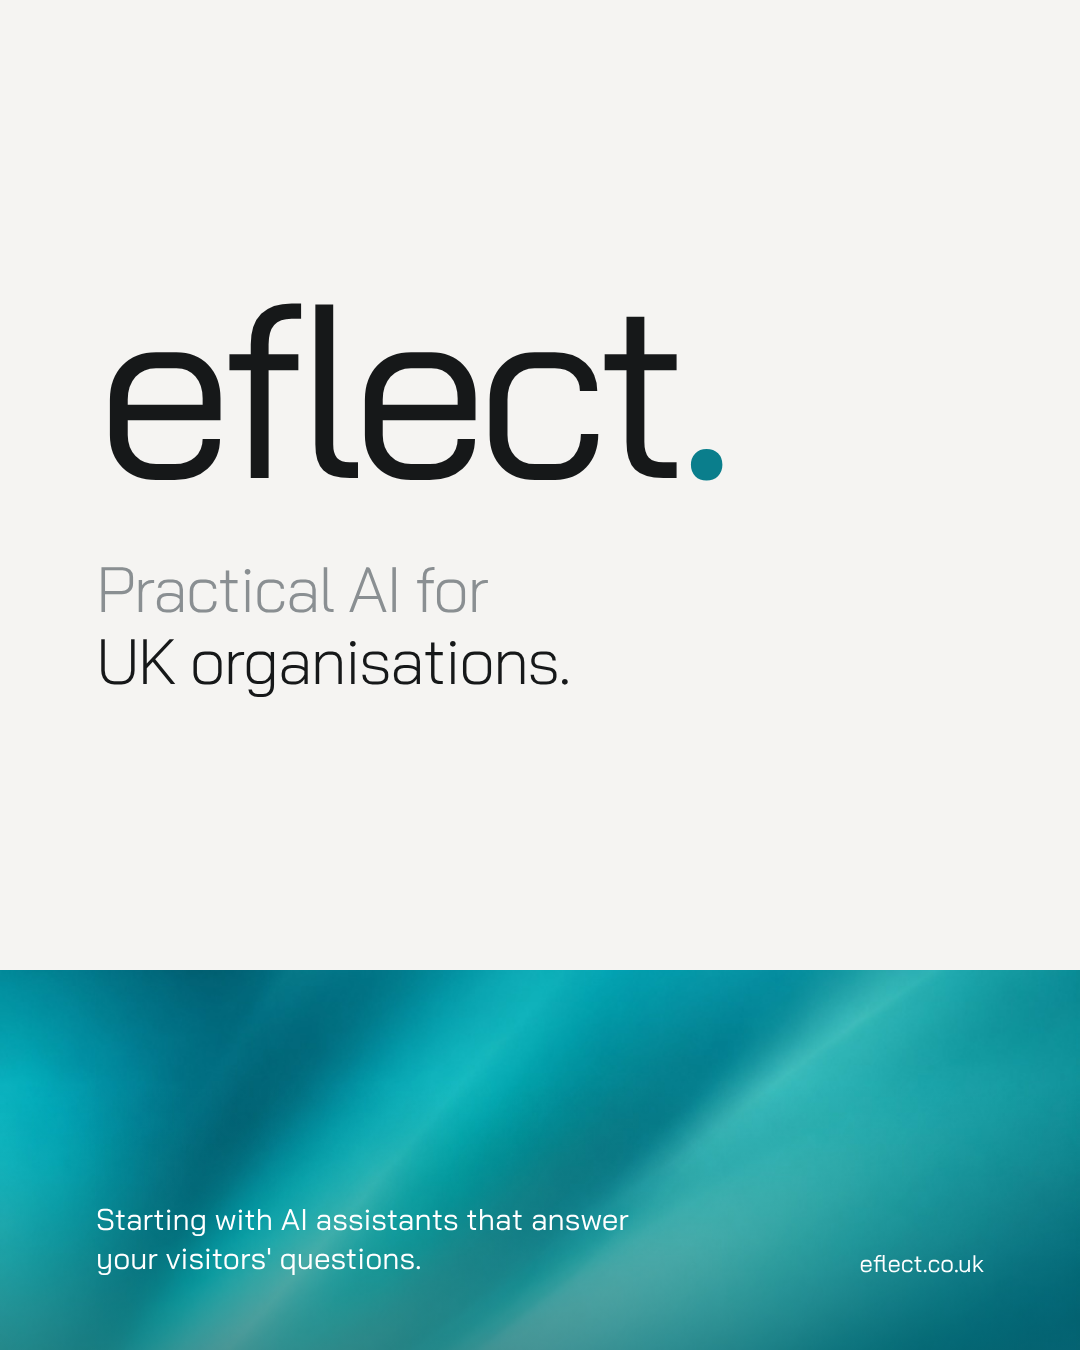 eflect.
Practical AI for
UK organisations.
Starting with AI assistants that answer
your visitors' questions.
eflect.co.uk